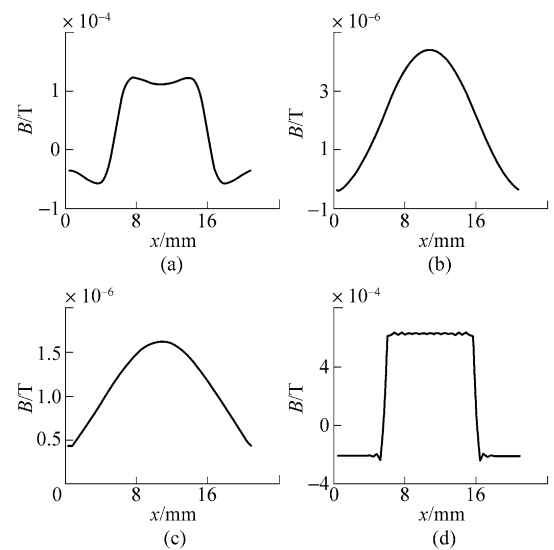 × 10⁻⁴
1
0
−1
B/T
0 8 16
x/mm
(a)
× 10⁻⁶
3
1
−1
B/T
0 8 16
x/mm
(b)
× 10⁻⁶
1.5
1.0
0.5
B/T
0 8 16
x/mm
(c)
× 10⁻⁴
4
0
−4
B/T
0 8 16
x/mm
(d)